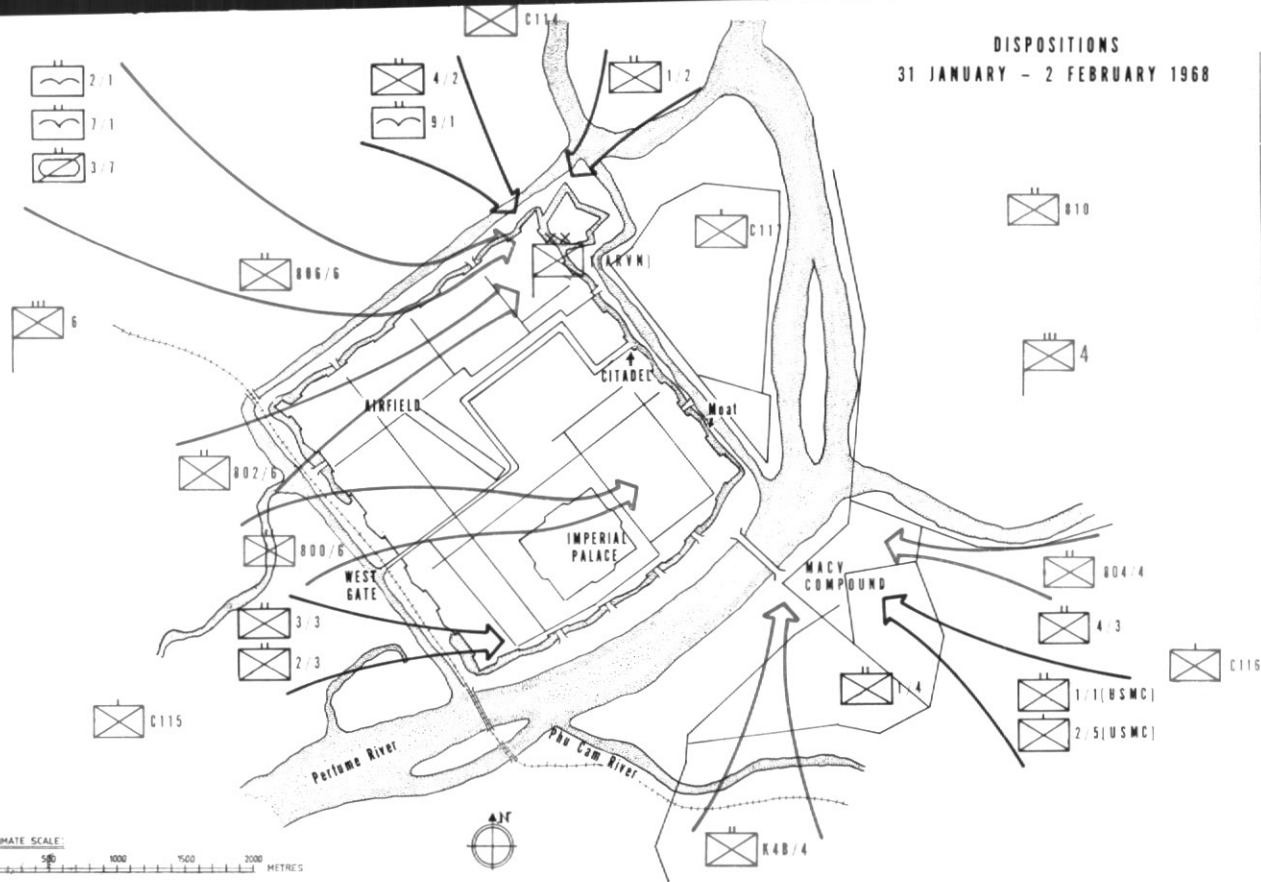 DISPOSITIONS
31 JANUARY – 2 FEBRUARY 1968
C114
2/1
4/2
1/2
7/1
9/1
3/7
810
806/6
1(ARVN)
6
4
CITADEL
AIRFIELD
Moat
802/6
800/6
IMPERIAL
PALACE
WEST
GATE
MACV
COMPOUND
804/4
3/3
4/3
2/3
C116
1/4
1/1(USMC)
C115
2/5(USMC)
Perfume River
Phu Cam River
N
K4B/4
500
1000
1500
2000
METRES
SCALE: